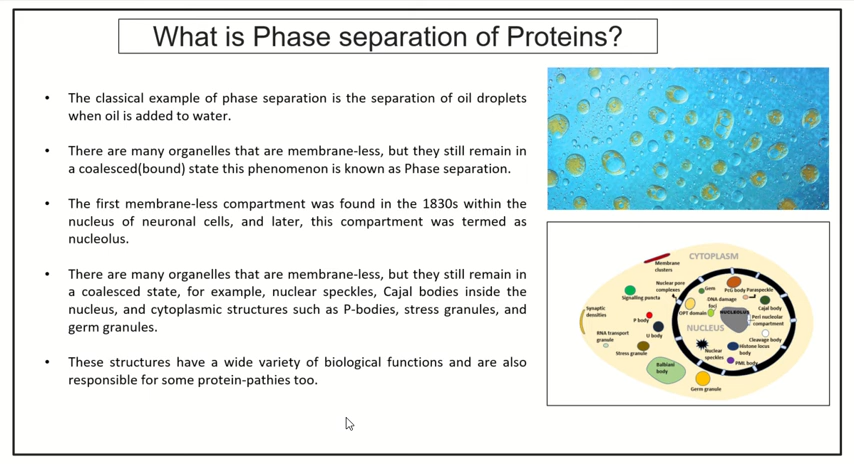 What is Phase separation of Proteins?
• The classical example of phase separation is the separation of oil droplets
when oil is added to water.
• There are many organelles that are membrane-less, but they still remain in
a coalesced(bound) state this phenomenon is known as Phase separation.
• The first membrane-less compartment was found in the 1830s within the
nucleus of neuronal cells, and later, this compartment was termed as
nucleolus.
• There are many organelles that are membrane-less, but they still remain in
a coalesced state, for example, nuclear speckles, Cajal bodies inside the
nucleus, and cytoplasmic structures such as P-bodies, stress granules, and
germ granules.
• These structures have a wide variety of biological functions and are also
responsible for some protein-pathies too.
CYTOPLASM
Membrane
clusters
Nuclear pore
complexes
Gem
PcG body
Paraspeckle
Signalling puncta
DNA damage
foci
Cajal body
OPT domain
NUCLEOLUS
Synaptic
densities
P body
Peri nucleolar
compartment
NUCLEUS
U body
RNA transport
granule
Cleavage body
Histone locus
body
Stress granule
Nuclear
speckles
PML body
Balbiani
body
Germ granule